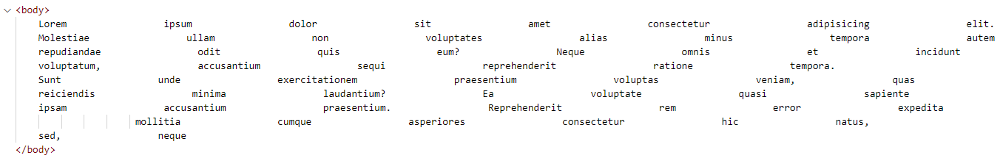 <body>
Lorem ipsum dolor sit amet consectetur adipisicing elit.
Molestiae ullam non voluptates alias minus tempora autem
repudiandae odit quis eum? Neque omnis et incidunt
voluptatum, accusantium sequi reprehenderit ratione tempora.
Sunt unde exercitationem praesentium voluptas veniam, quas
reiciendis minima laudantium? Ea voluptate quasi sapiente
ipsam accusantium praesentium. Reprehenderit rem error expedita
mollitia cumque asperiores consectetur hic natus,
sed, neque
</body>